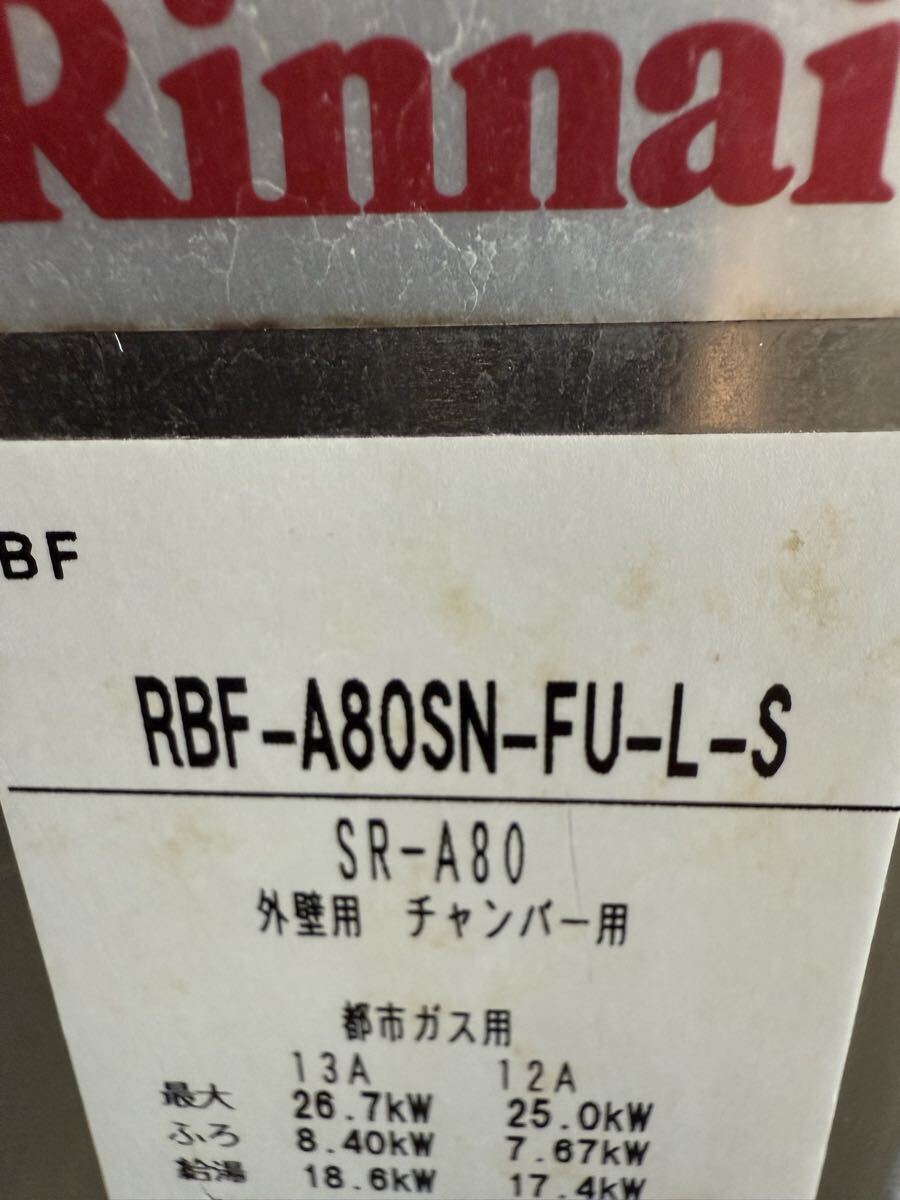 Rinnai
BF
RBF-A80SN-FU-L-S
SR-A80
外壁用 チャンバー用
都市ガス用
13A 12A
最大 26.7kW 25.0kW
ふろ 8.40kW 7.67kW
給湯 18.6kW 17.4kW